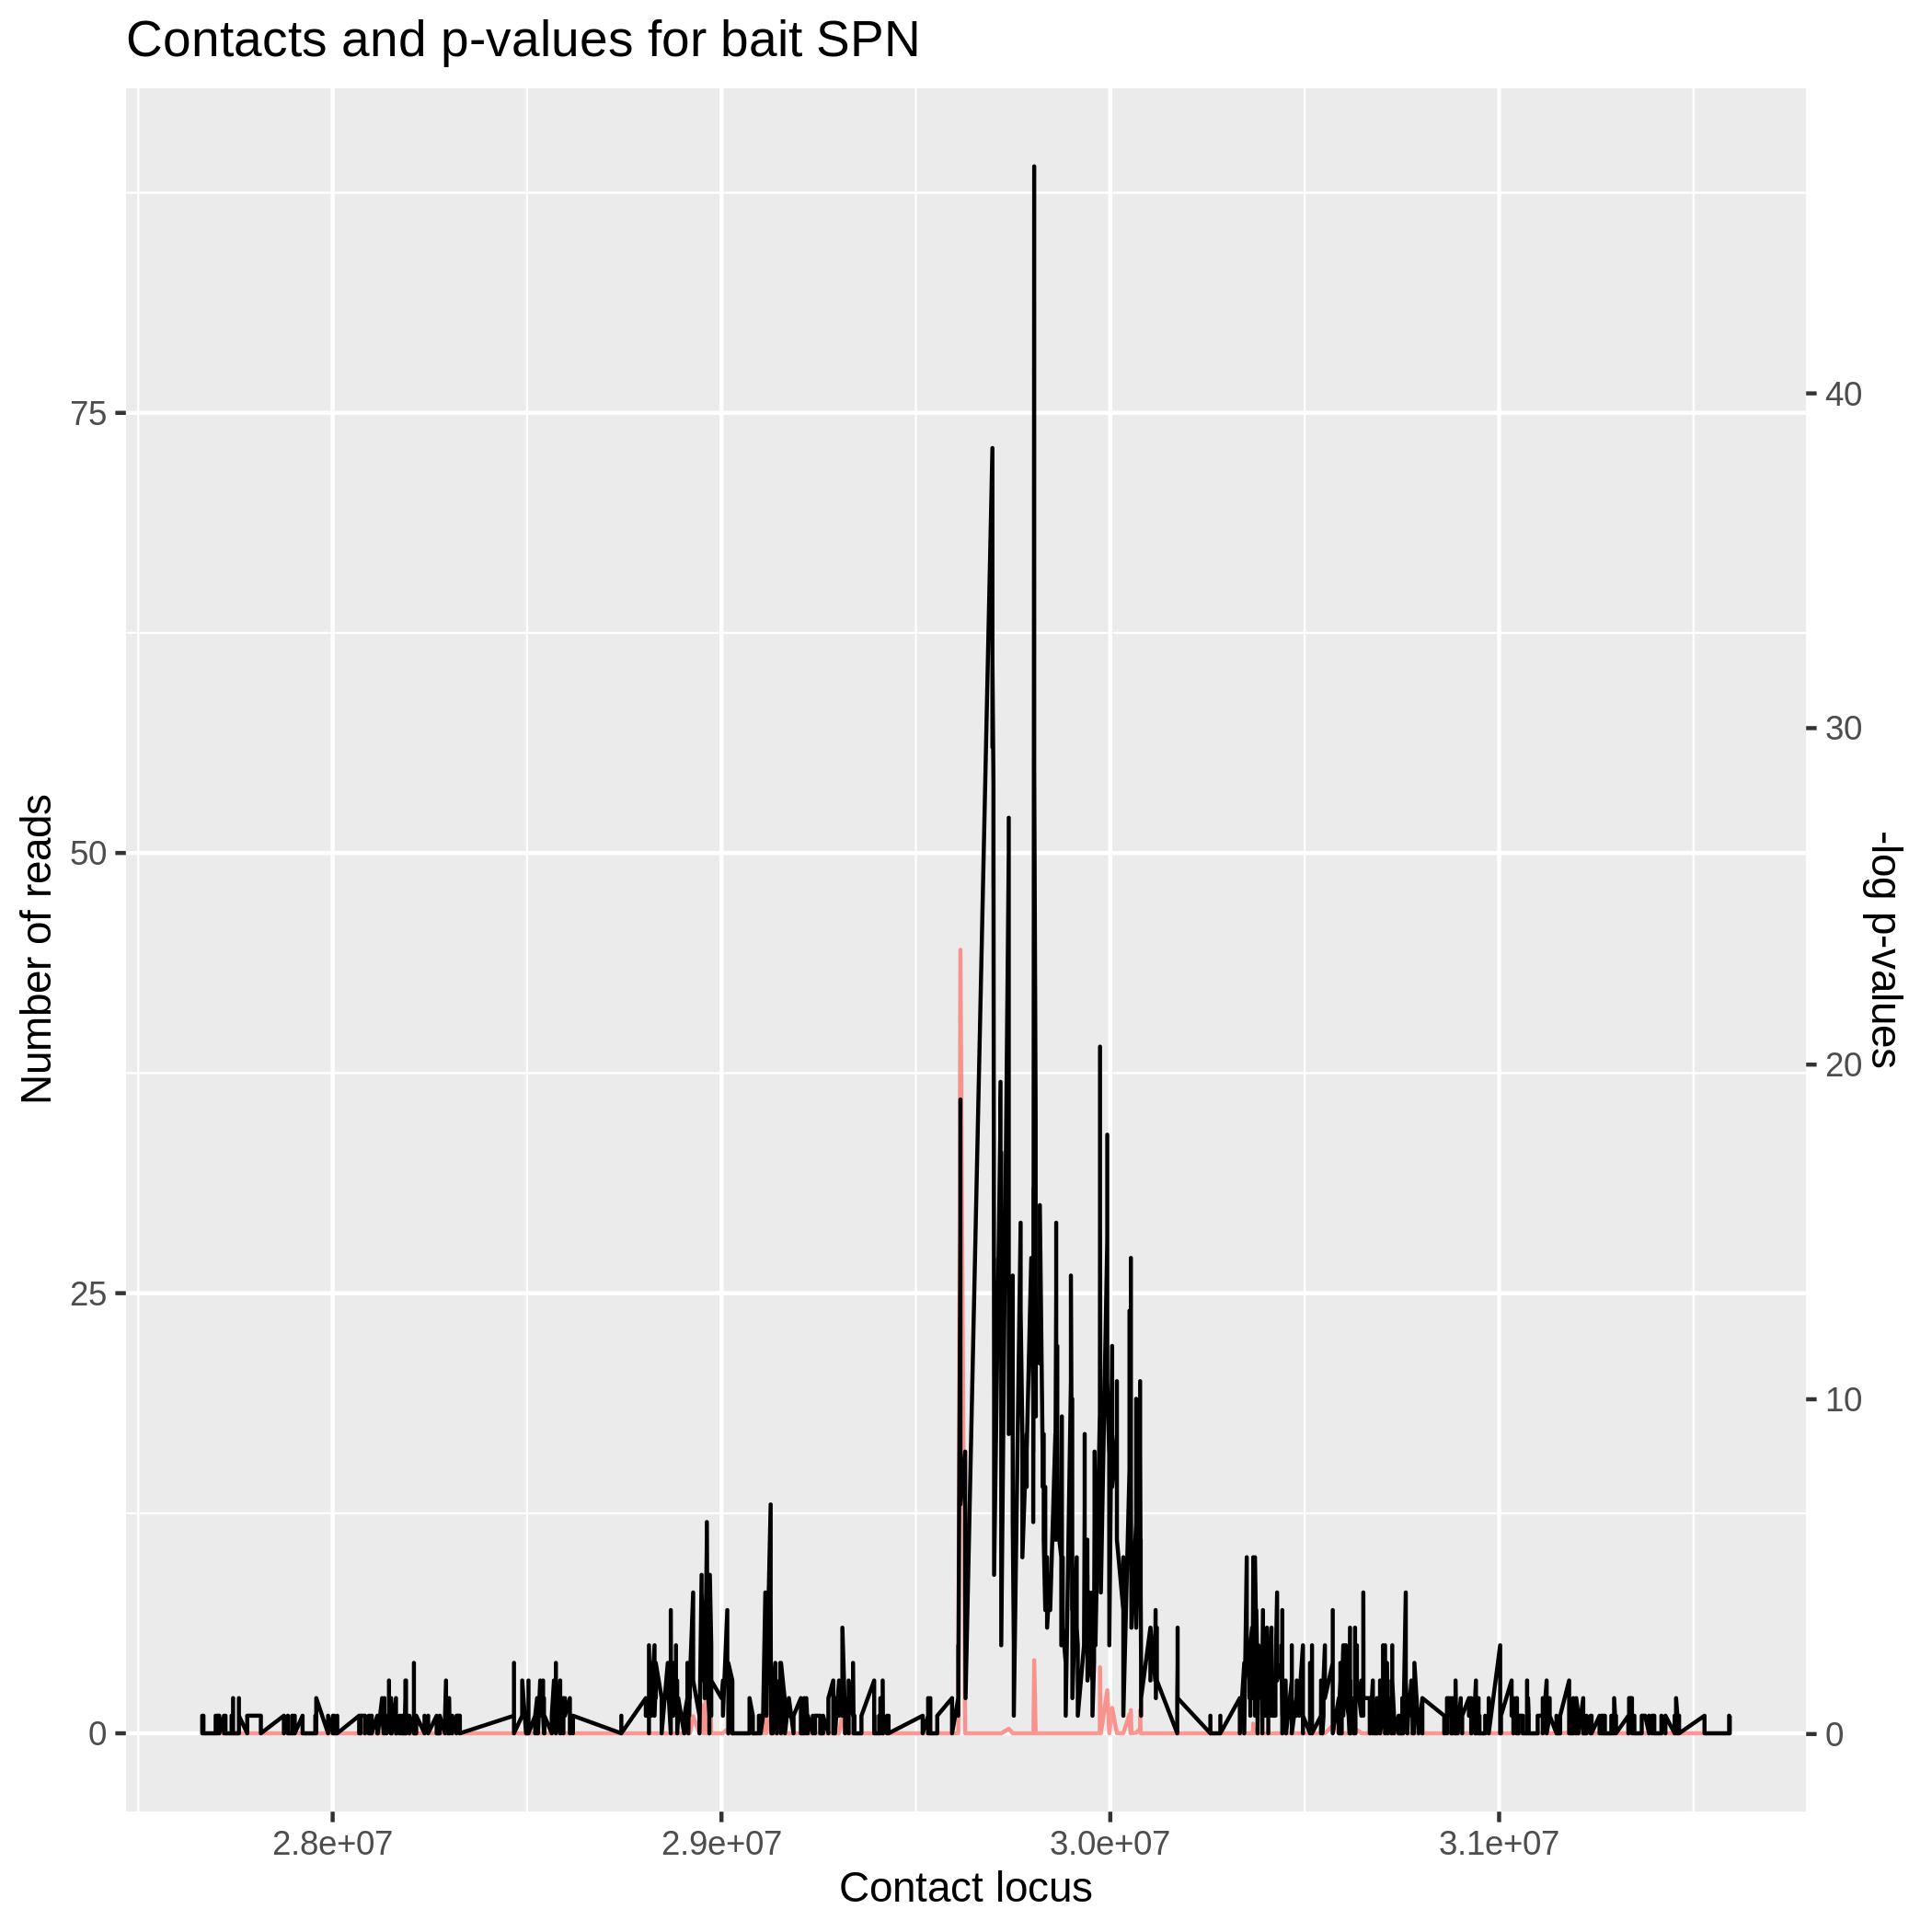 Contacts and p-values for bait SPN
75
50
25
0
40
30
20
10
0
Number of reads
-log p-values
2.8e+07
2.9e+07
3.0e+07
3.1e+07
Contact locus